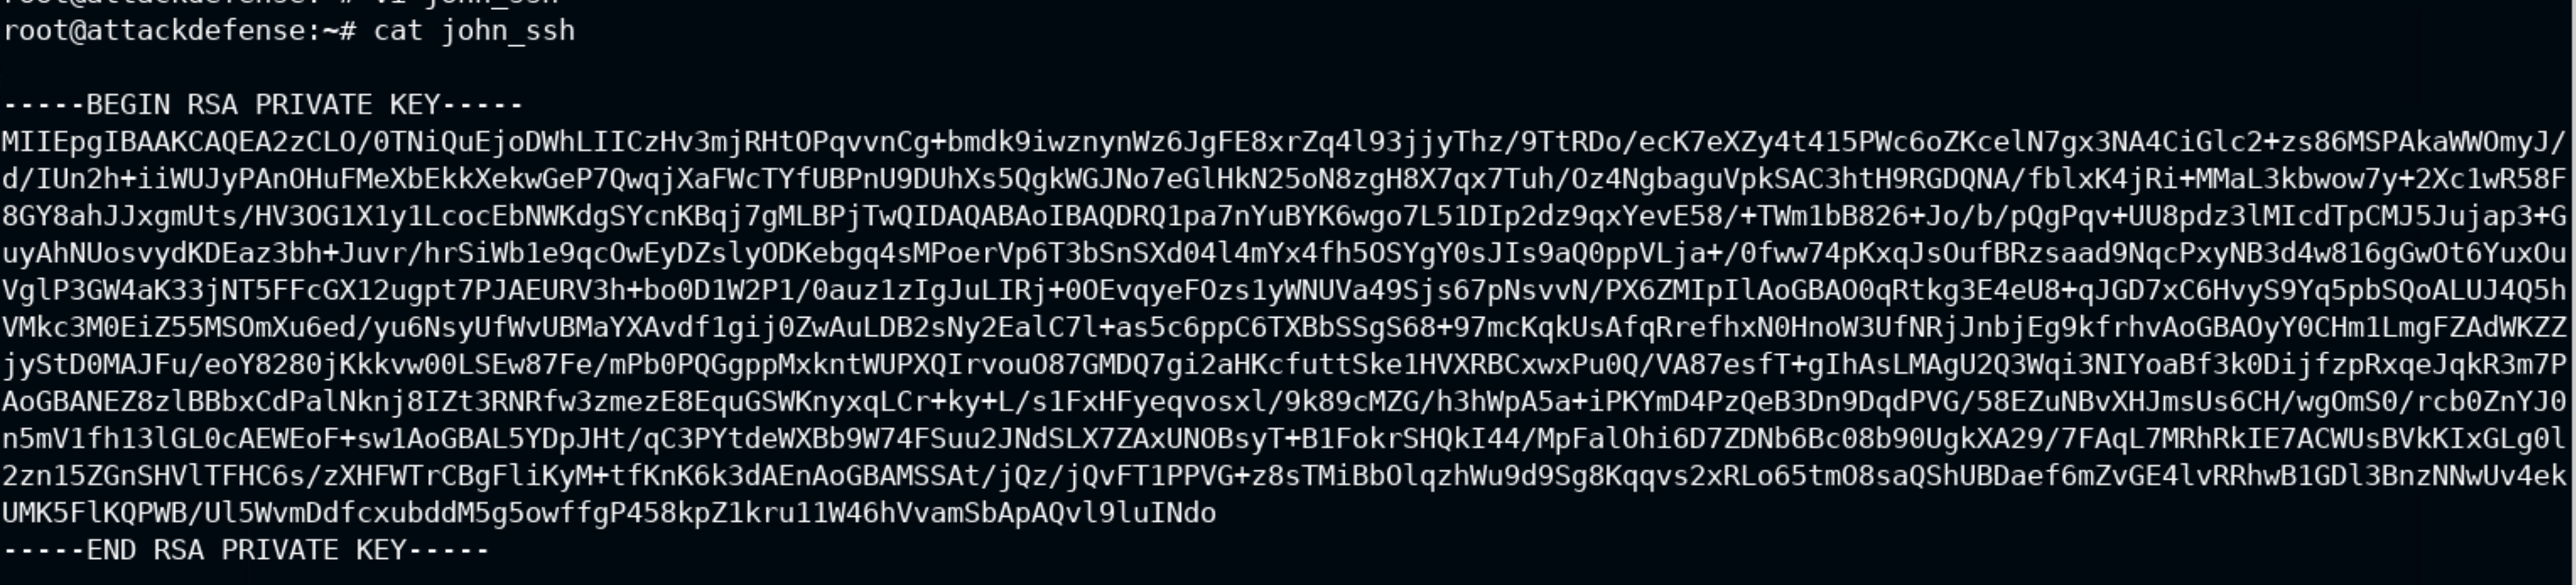 root@attackdefense:~# vi john_ssh
root@attackdefense:~# cat john_ssh
-----BEGIN RSA PRIVATE KEY-----
MIIEpgIBAAKCAQEA2zCLO/0TNiQuEjoDWhLIICzHv3mjRHtOPqvvnCg+bmdk9iwznynWz6JgFE8xrZq4l93jjyThz/9TtRDo/ecK7eXZy4t415PWc6oZKcelN7gx3NA4CiGlc2+zs86MSPAkaWWOmyJ/
d/IUn2h+iiWUJyPAnOHuFMeXbEkkXekwGeP7QwqjXaFWcTYfUBPnU9DUhXs5QgkWGJNo7eGlHkN25oN8zgH8X7qx7Tuh/Oz4NgbaguVpkSAC3htH9RGDQNA/fblxK4jRi+MMaL3kbwow7y+2Xc1wR58F
8GY8ahJJxgmUts/HV3OG1X1y1LcocEbNWKdgSYcnKBqj7gMLBPjTwQIDAQABAoIBAQDRQ1pa7nYuBYK6wgo7L51DIp2dz9qxYevE58/+TWm1bB826+Jo/b/pQgPqv+UU8pdz3lMIcdTpCMJ5Jujap3+G
uyAhNUosvydKDEaz3bh+Juvr/hrSiWb1e9qcOwEyDZslyODKebgq4sMPoerVp6T3bSnSXd04l4mYx4fh5OSYgY0sJIs9aQ0ppVLja+/0fww74pKxqJsOufBRzsaad9NqcPxyNB3d4w816gGwOt6YuxOu
VglP3GW4aK33jNT5FFcGX12ugpt7PJAEURV3h+bo0D1W2P1/0auz1zIgJuLIRj+0OEvqyeFOzs1yWNUVa49Sjs67pNsvvN/PX6ZMIpIlAoGBAO0qRtkg3E4eU8+qJGD7xC6HvyS9Yq5pbSQoALUJ4Q5h
VMkc3M0EiZ55MSOmXu6ed/yu6NsyUfWvUBMaYXAvdf1gij0ZwAuLDB2sNy2EalC7l+as5c6ppC6TXBbSSgS68+97mcKqkUsAfqRrefhxN0HnoW3UfNRjJnbjEg9kfrhvAoGBAOyY0CHm1LmgFZAdWKZZ
jyStD0MAJFu/eoY8280jKkkvw00LSEw87Fe/mPb0PQGgppMxkntWUPXQIrvouO87GMDQ7gi2aHKcfuttSke1HVXRBCxwxPu0Q/VA87esfT+gIhAsLMAgU2Q3Wqi3NIYoaBf3k0DijfzpRxqeJqkR3m7P
AoGBANEZ8zlBBbxCdPalNknj8IZt3RNRfw3zmezE8EquGSWKnyxqLCr+ky+L/s1FxHFyeqvosxl/9k89cMZG/h3hWpA5a+iPKYmD4PzQeB3Dn9DqdPVG/58EZuNBvXHJmsUs6CH/wgOmS0/rcb0ZnYJ0
n5mV1fh13lGL0cAEWEoF+sw1AoGBAL5YDpJHt/qC3PYtdeWXBb9W74FSuu2JNdSLX7ZAxUNOBsyT+B1FokrSHQkI44/MpFalOhi6D7ZDNb6Bc08b90UgkXA29/7FAqL7MRhRkIE7ACWUsBVkKIxGLg0l
2zn15ZGnSHVlTFHC6s/zXHFWTrCBgFliKyM+tfKnK6k3dAEnAoGBAMSSAt/jQz/jQvFT1PPVG+z8sTMiBbOlqzhWu9d9Sg8Kqqvs2xRLo65tmO8saQShUBDaef6mZvGE4lvRRhwB1GDl3BnzNNwUv4ek
UMK5FlKQPWB/Ul5WvmDdfcxubddM5g5owffgP458kpZ1kru11W46hVvamSbApAQvl9luINdo
-----END RSA PRIVATE KEY-----